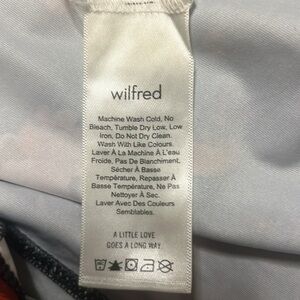 wilfred
Machine Wash Cold, No
Bleach, Tumble Dry Low, Low
Iron, Do Not Dry Clean.
Wash With Like Colours.
Laver À La Machine À L'eau
Froide, Pas De Blanchiment,
Sécher À Basse
Température, Repasser À
Basse Température, Ne Pas
Nettoyer À Sec.
Laver Avec Des Couleurs
Semblables.
A LITTLE LOVE
GOES A LONG WAY